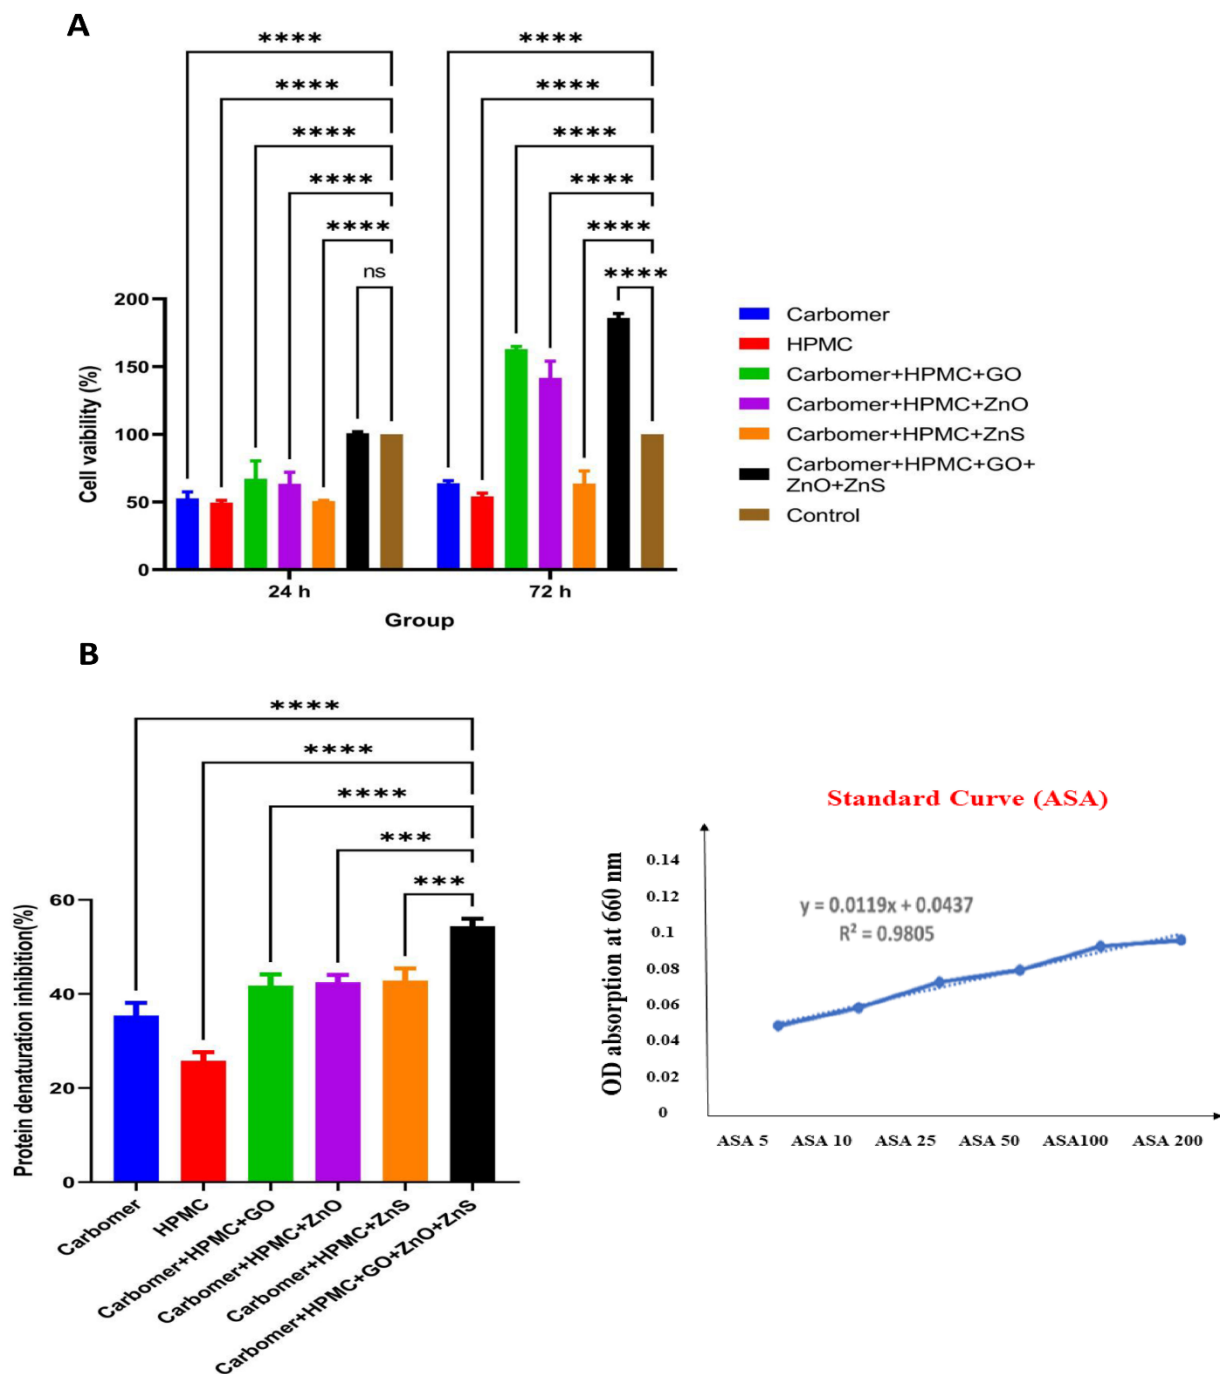 A
****
****
****
****
****
****
****
****
****
****
ns
****
Cell vaibility (%)
200
150
100
50
0
24 h
72 h
Group
Carbomer
HPMC
Carbomer+HPMC+GO
Carbomer+HPMC+ZnO
Carbomer+HPMC+ZnS
Carbomer+HPMC+GO+
ZnO+ZnS
Control
B
****
****
****
***
***
Protein denaturation inhibition(%)
60
40
20
0
Carbomer
HPMC
Carbomer+HPMC+GO
Carbomer+HPMC+ZnO
Carbomer+HPMC+ZnS
Carbomer+HPMC+GO+ZnO+ZnS
Standard Curve (ASA)
OD absorption at 660 nm
0.14
0.12
0.1
0.08
0.06
0.04
0.02
0
y = 0.0119x + 0.0437
R² = 0.9805
ASA 5
ASA 10
ASA 25
ASA 50
ASA100
ASA 200